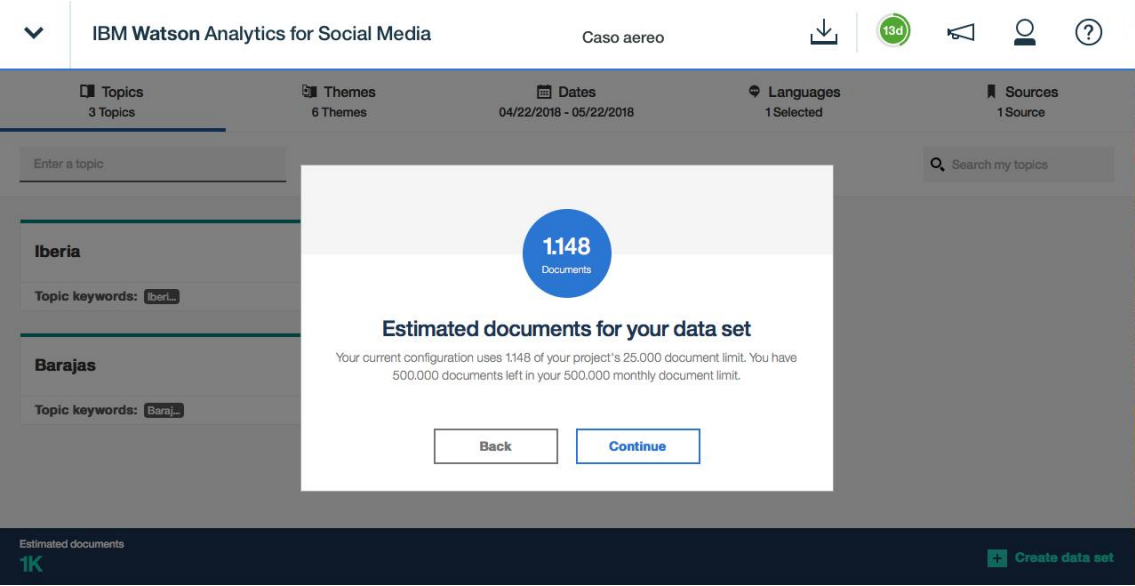 IBM Watson Analytics for Social Media
Caso aereo
13d
?
Topics
3 Topics
Themes
6 Themes
Dates
04/22/2018 - 05/22/2018
Languages
1 Selected
Sources
1 Source
Enter a topic
Search my topics
Iberia
Topic keywords: Iberi...
Barajas
Topic keywords: Baraj...
1.148
Documents
Estimated documents for your data set
Your current configuration uses 1.148 of your project's 25.000 document limit. You have
500.000 documents left in your 500.000 monthly document limit.
Back
Continue
Estimated documents
1K
+ Create data set